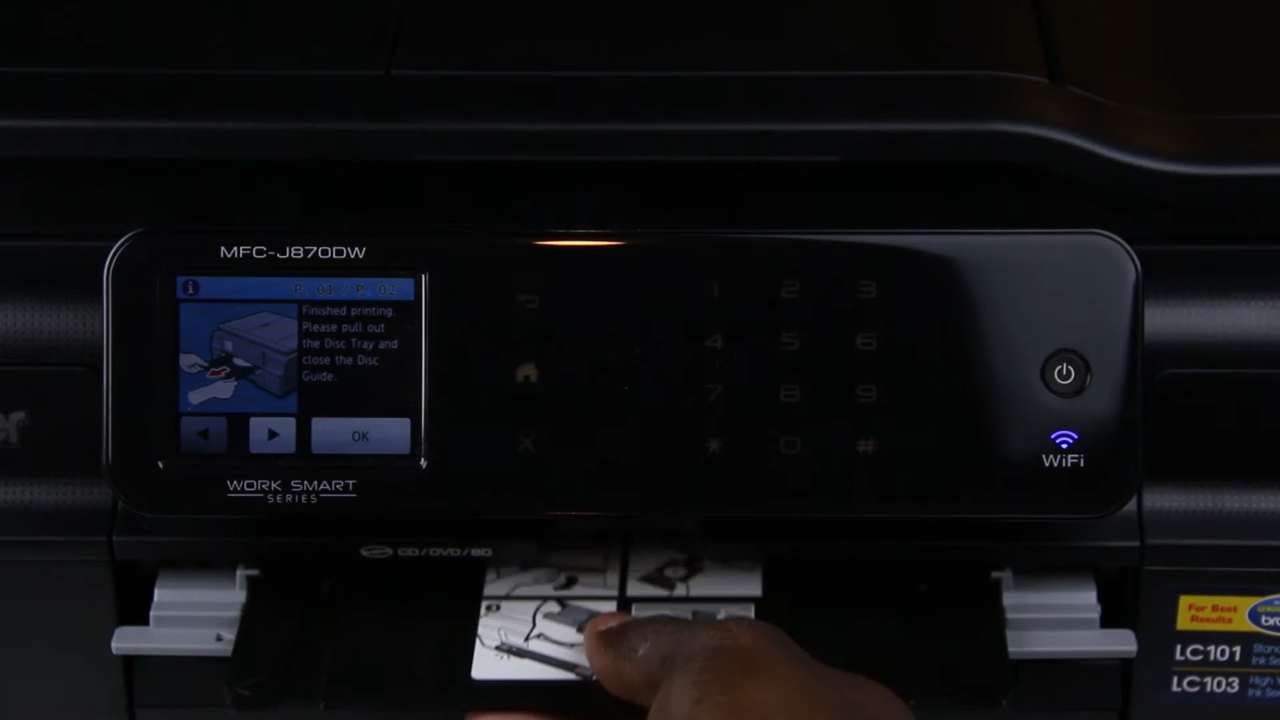 MFC-J870DW
P. 01 / P. 02
Finished printing.
Please pull out
the Disc Tray and
close the Disc
Guide.
OK
WORK SMART
SERIES
1 2 3
4 5 6
7 8 9
* 0 #
WiFi
CD/DVD/BD
For Best
Results
LC101
Ink
LC103
Ink